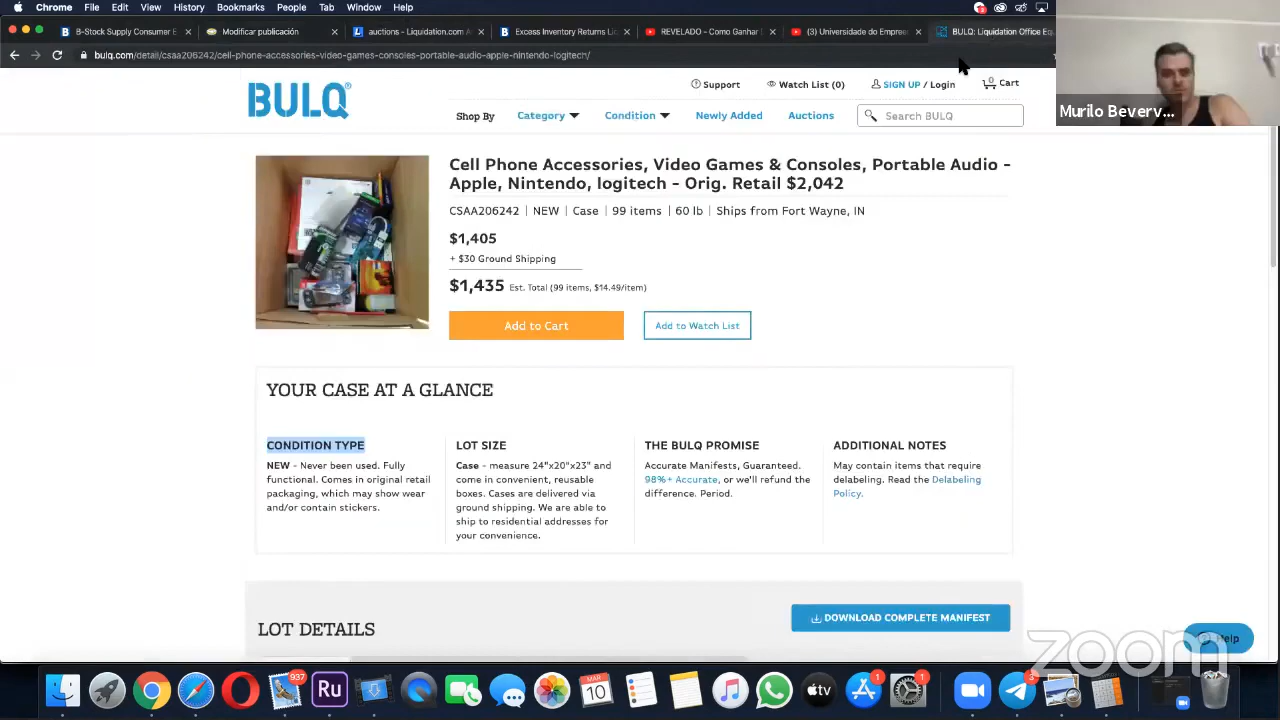 Chrome File Edit View History Bookmarks People Tab Window Help
B-Stock Supply Consumer E
Modificar publicación
auctions - Liquidation.com A
Excess Inventory Returns Li
REVELADO - Como Ganhar
(3) Universidade do Empree
BULQ: Liquidation Office Eq
bulq.com/detail/csaa206242/cell-phone-accessories-video-games-consoles-portable-audio-apple-nintendo-logitech/
Murilo Beverv...
BULQ
Support Watch List (0) SIGN UP / Login 0 Cart
Shop By Category Condition Newly Added Auctions Search BULQ
Cell Phone Accessories, Video Games & Consoles, Portable Audio -
Apple, Nintendo, logitech - Orig. Retail $2,042
CSAA206242 | NEW | Case | 99 items | 60 lb | Ships from Fort Wayne, IN
$1,405
+ $30 Ground Shipping
$1,435 Est. Total (99 items, $14.49/item)
Add to Cart
Add to Watch List
YOUR CASE AT A GLANCE
CONDITION TYPE
NEW - Never been used. Fully
functional. Comes in original retail
packaging, which may show wear
and/or contain stickers.
LOT SIZE
Case - measure 24"x20"x23" and
come in convenient, reusable
boxes. Cases are delivered via
ground shipping. We are able to
ship to residential addresses for
your convenience.
THE BULQ PROMISE
Accurate Manifests, Guaranteed.
98%+ Accurate, or we'll refund the
difference. Period.
ADDITIONAL NOTES
May contain items that require
delabeling. Read the Delabeling
Policy.
LOT DETAILS
DOWNLOAD COMPLETE MANIFEST
Help
zoom
937
Ru
MAR
10
tv
1
1
3